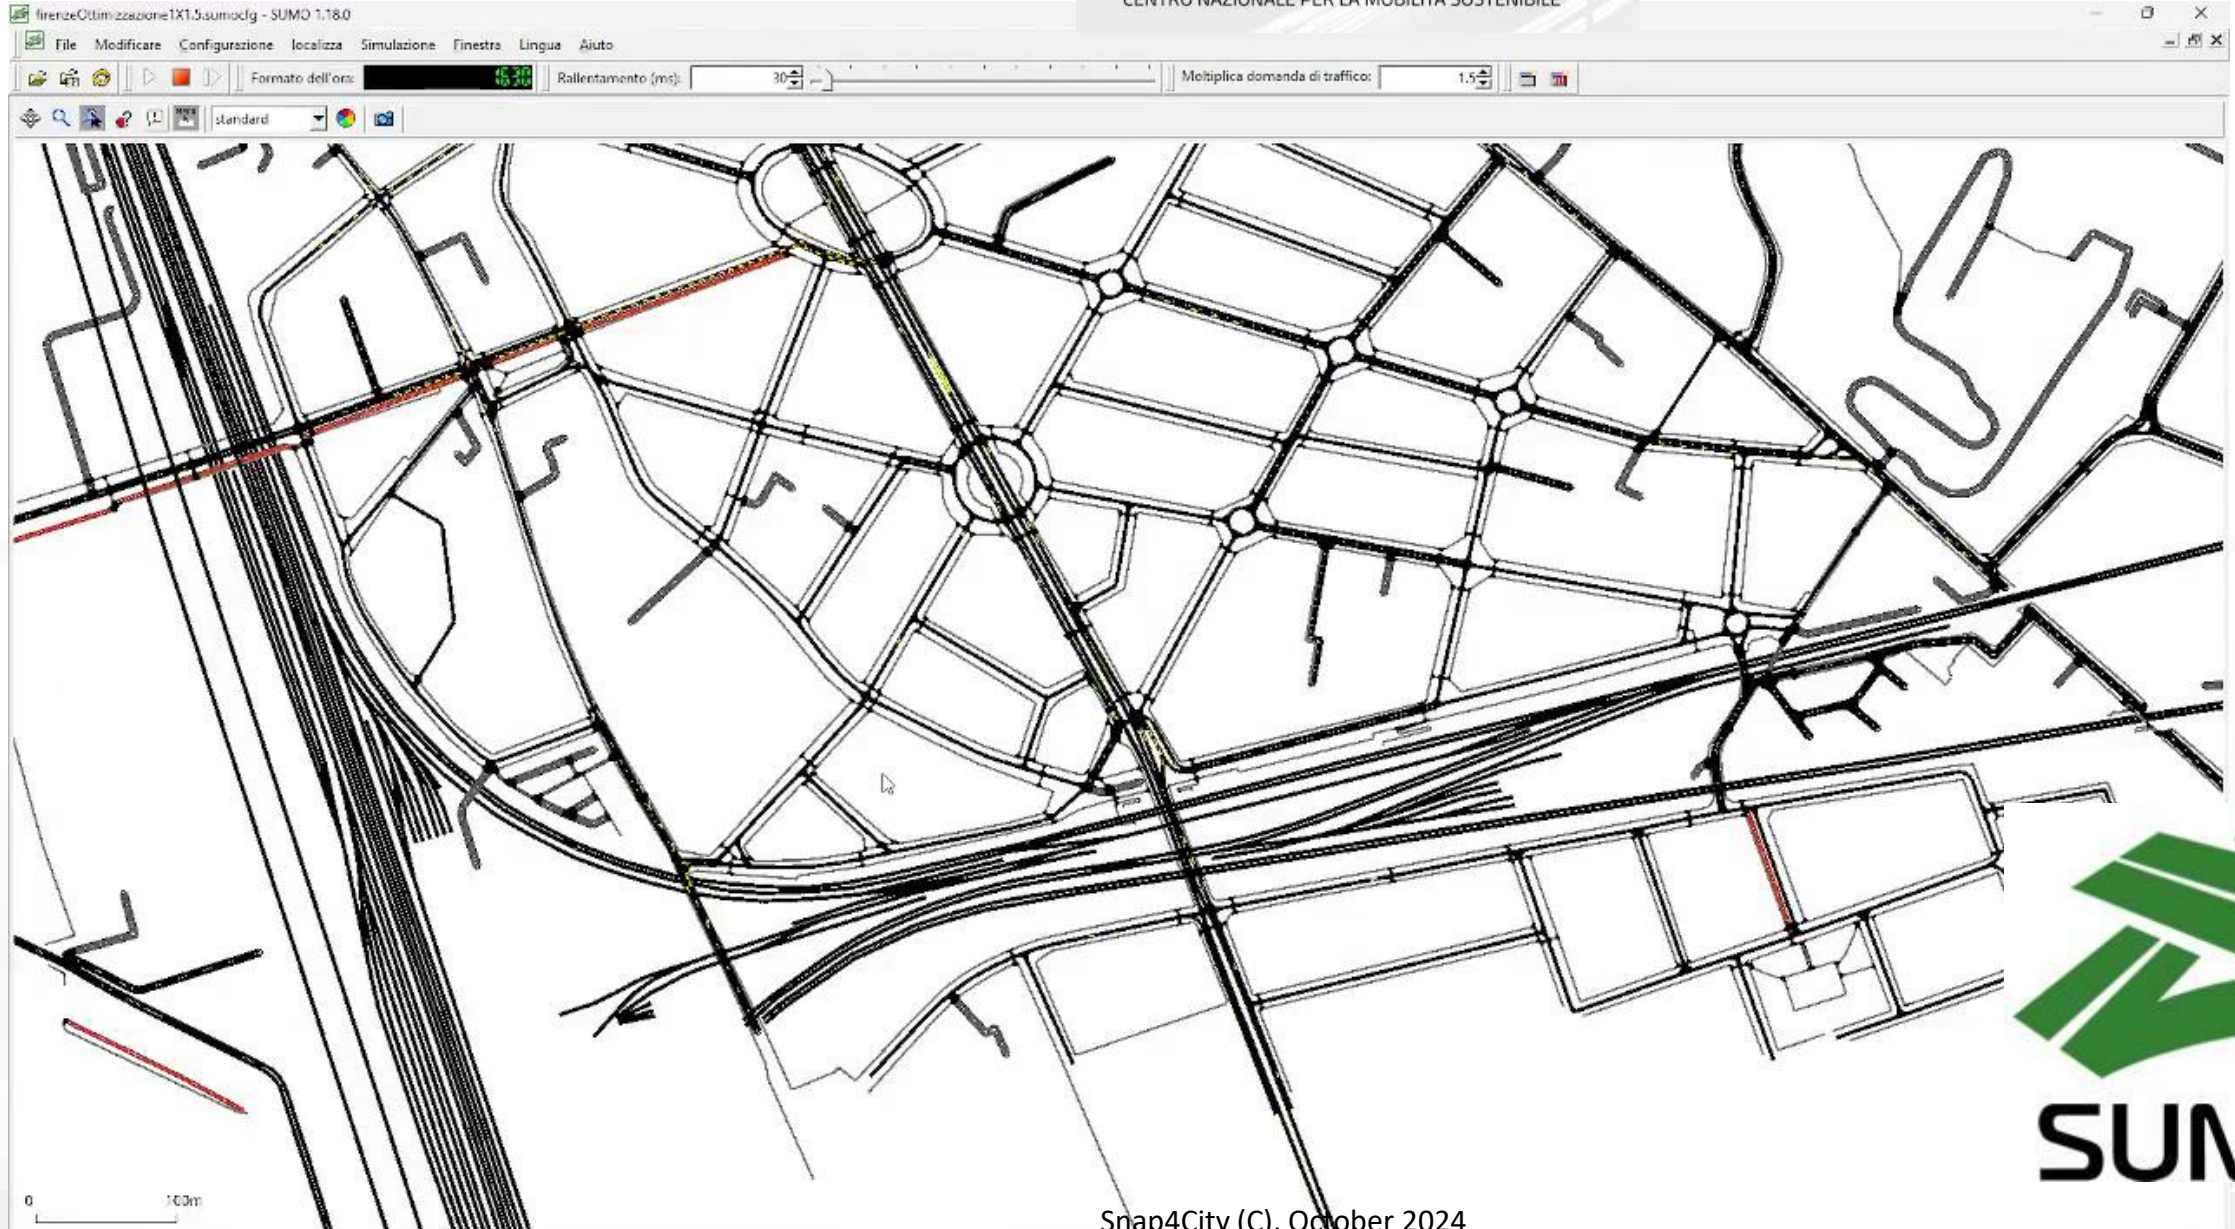 CENTRO NAZIONALE PER LA MOBILITÀ SOSTENIBILE
firenzeOttimizzazione1X1.5.sumocfg - SUMO 1.18.0
File Modificare Configurazione localizza Simulazione Finestra Lingua Aiuto
Formato dell'ora: Rallentamento (ms): 30 Moltiplica domanda di traffico: 1.5
standard
SUM
0 100m
Snap4City (C), October 2024